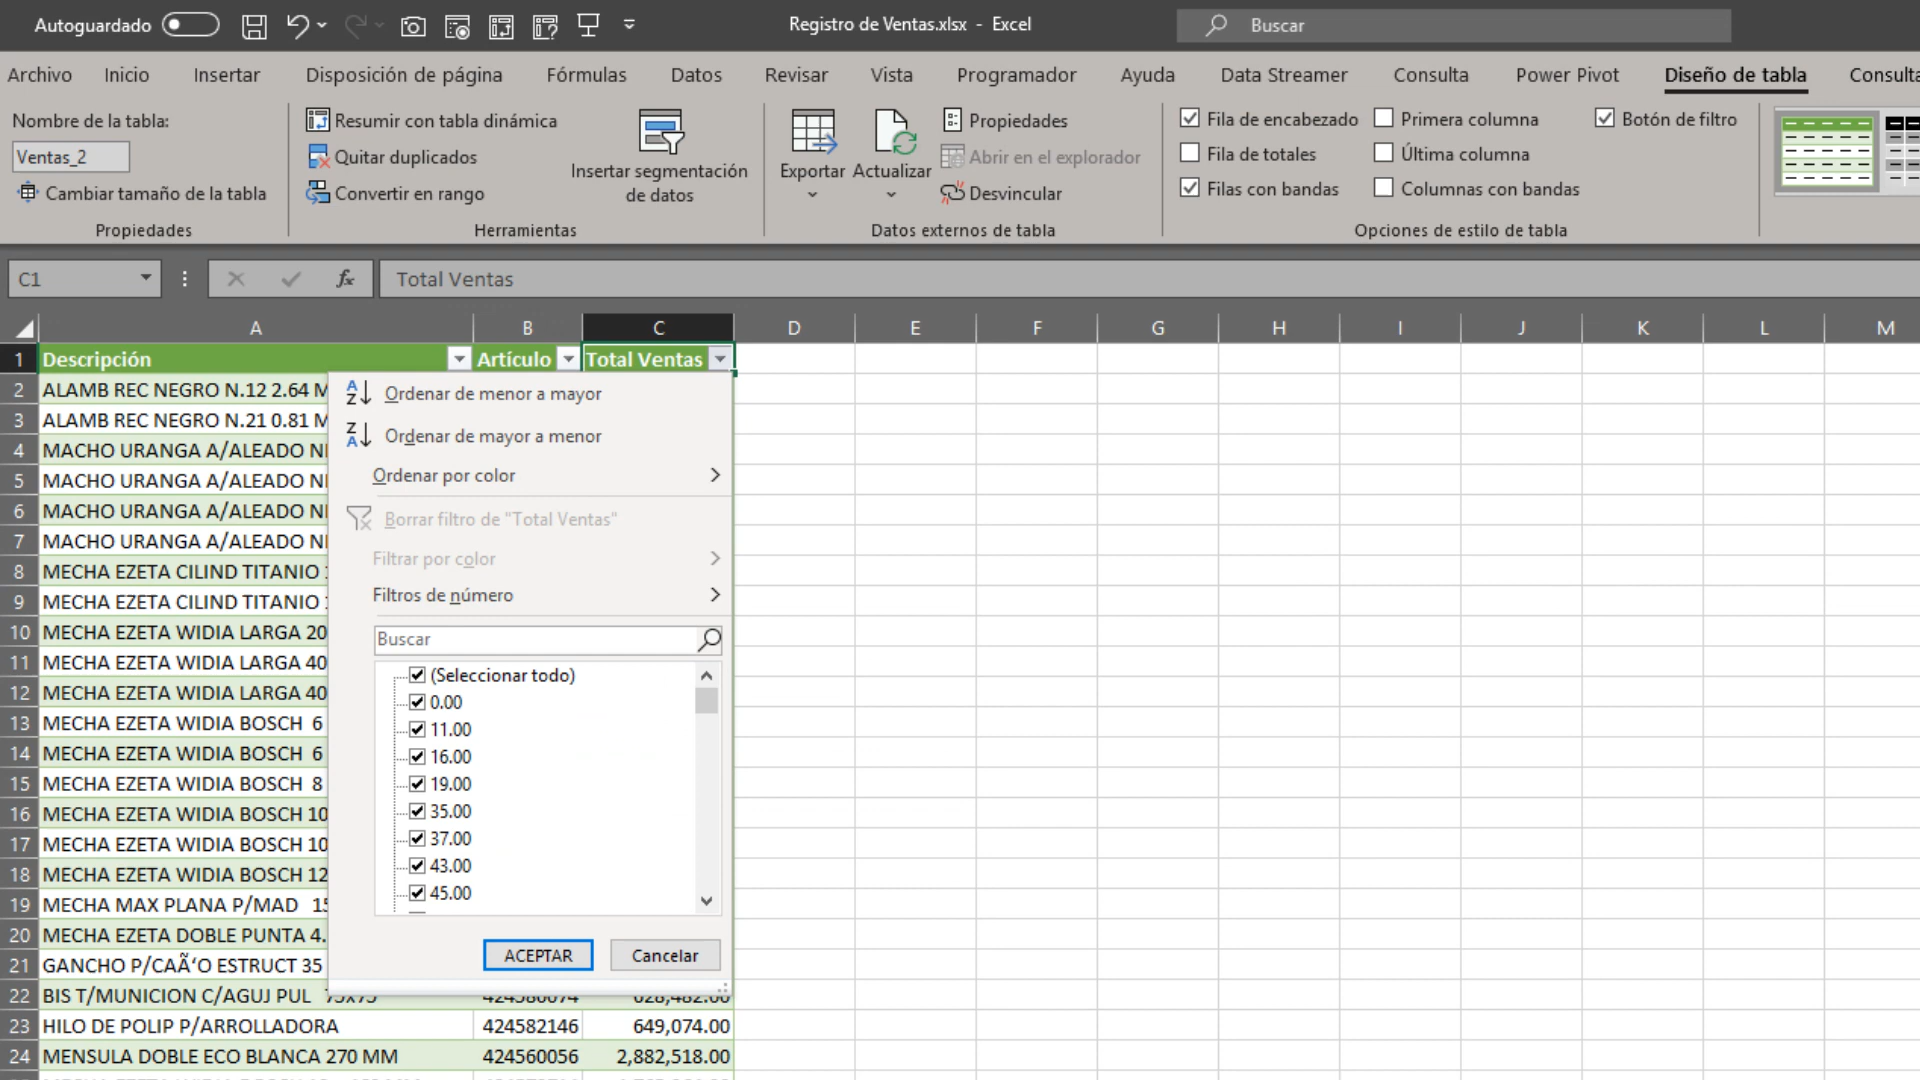 Autoguardado
Registro de Ventas.xlsx - Excel
Buscar
Archivo Inicio Insertar Disposición de página Fórmulas Datos Revisar Vista Programador Ayuda Data Streamer Consulta Power Pivot Diseño de tabla Consulta
Nombre de la tabla:
Ventas_2
Cambiar tamaño de la tabla
Propiedades
Resumir con tabla dinámica
Quitar duplicados
Convertir en rango
Insertar segmentación
de datos
Herramientas
Exportar
Actualizar
Propiedades
Abrir en el explorador
Desvincular
Datos externos de tabla
Fila de encabezado
Fila de totales
Filas con bandas
Primera columna
Última columna
Columnas con bandas
Botón de filtro
Opciones de estilo de tabla
C1 fx Total Ventas
A B C D E F G H I J K L M
1 Descripción Artículo Total Ventas
2 ALAMB REC NEGRO N.12 2.64 M
3 ALAMB REC NEGRO N.21 0.81 M
4 MACHO URANGA A/ALEADO
5 MACHO URANGA A/ALEADO
6 MACHO URANGA A/ALEADO
7 MACHO URANGA A/ALEADO
8 MECHA EZETA CILIND TITANIO
9 MECHA EZETA CILIND TITANIO
10 MECHA EZETA WIDIA LARGA 20
11 MECHA EZETA WIDIA LARGA 40
12 MECHA EZETA WIDIA LARGA 40
13 MECHA EZETA WIDIA BOSCH 6
14 MECHA EZETA WIDIA BOSCH 6
15 MECHA EZETA WIDIA BOSCH 8
16 MECHA EZETA WIDIA BOSCH 10
17 MECHA EZETA WIDIA BOSCH 10
18 MECHA EZETA WIDIA BOSCH 12
19 MECHA MAX PLANA P/MAD 15
20 MECHA EZETA DOBLE PUNTA 4.
21 GANCHO P/CAÃ‘O ESTRUCT 35
22 BIS T/MUNICION C/AGUJ PUL
23 HILO DE POLIP P/ARROLLADORA 424582146 649,074.00
24 MENSULA DOBLE ECO BLANCA 270 MM 424560056 2,882,518.00
Ordenar de menor a mayor
Ordenar de mayor a menor
Ordenar por color
Borrar filtro de "Total Ventas"
Filtrar por color
Filtros de número
Buscar
(Seleccionar todo)
0.00
11.00
16.00
19.00
35.00
37.00
43.00
45.00
ACEPTAR Cancelar